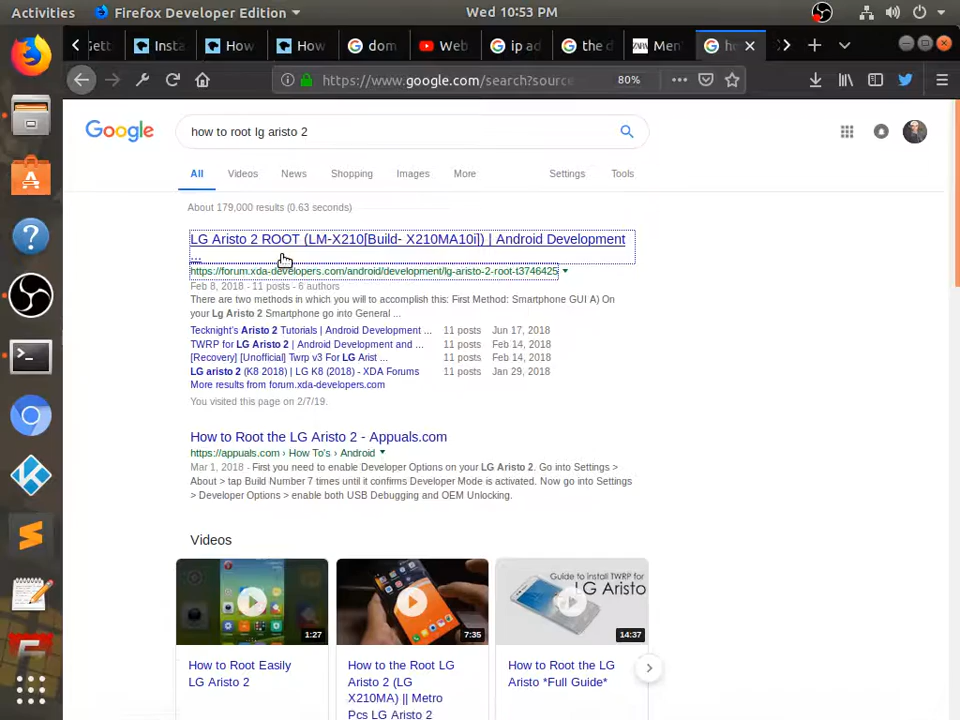 Activities
Firefox Developer Edition
Wed 10:53 PM
Insta
How
How
dom
Web
ip ad
the d
Men
https://www.google.com/search?source
80%
Google
how to root lg aristo 2
All
Videos
News
Shopping
Images
More
Settings
Tools
About 179,000 results (0.63 seconds)
LG Aristo 2 ROOT (LM-X210[Build- X210MA10i]) | Android Development
...
https://forum.xda-developers.com/android/development/lg-aristo-2-root-t3746425
Feb 8, 2018 - 11 posts - 6 authors
There are two methods in which you will to accomplish this: First Method: Smartphone GUI A) On
your Lg Aristo 2 Smartphone go into General ...
Tecknight's Aristo 2 Tutorials | Android Development ... 11 posts Jun 17, 2018
TWRP for LG Aristo 2 | Android Development and ... 11 posts Feb 14, 2018
[Recovery] [Unofficial] Twrp v3 For LG Arist ... 11 posts Feb 14, 2018
LG aristo 2 (K8 2018) | LG K8 (2018) - XDA Forums 11 posts Jan 29, 2018
More results from forum.xda-developers.com
You visited this page on 2/7/19.
How to Root the LG Aristo 2 - Appuals.com
https://appuals.com › How To's › Android
Mar 1, 2018 - First you need to enable Developer Options on your LG Aristo 2. Go into Settings >
About > tap Build Number 7 times until it confirms Developer Mode is activated. Now go into Settings
> Developer Options > enable both USB Debugging and OEM Unlocking.
Videos
1:27
7:35
Guide to install TWRP for
LG Aristo
14:37
How to Root Easily
LG Aristo 2
How to the Root LG
Aristo 2 (LG
X210MA) || Metro
Pcs LG Aristo 2
How to Root the LG
Aristo *Full Guide*